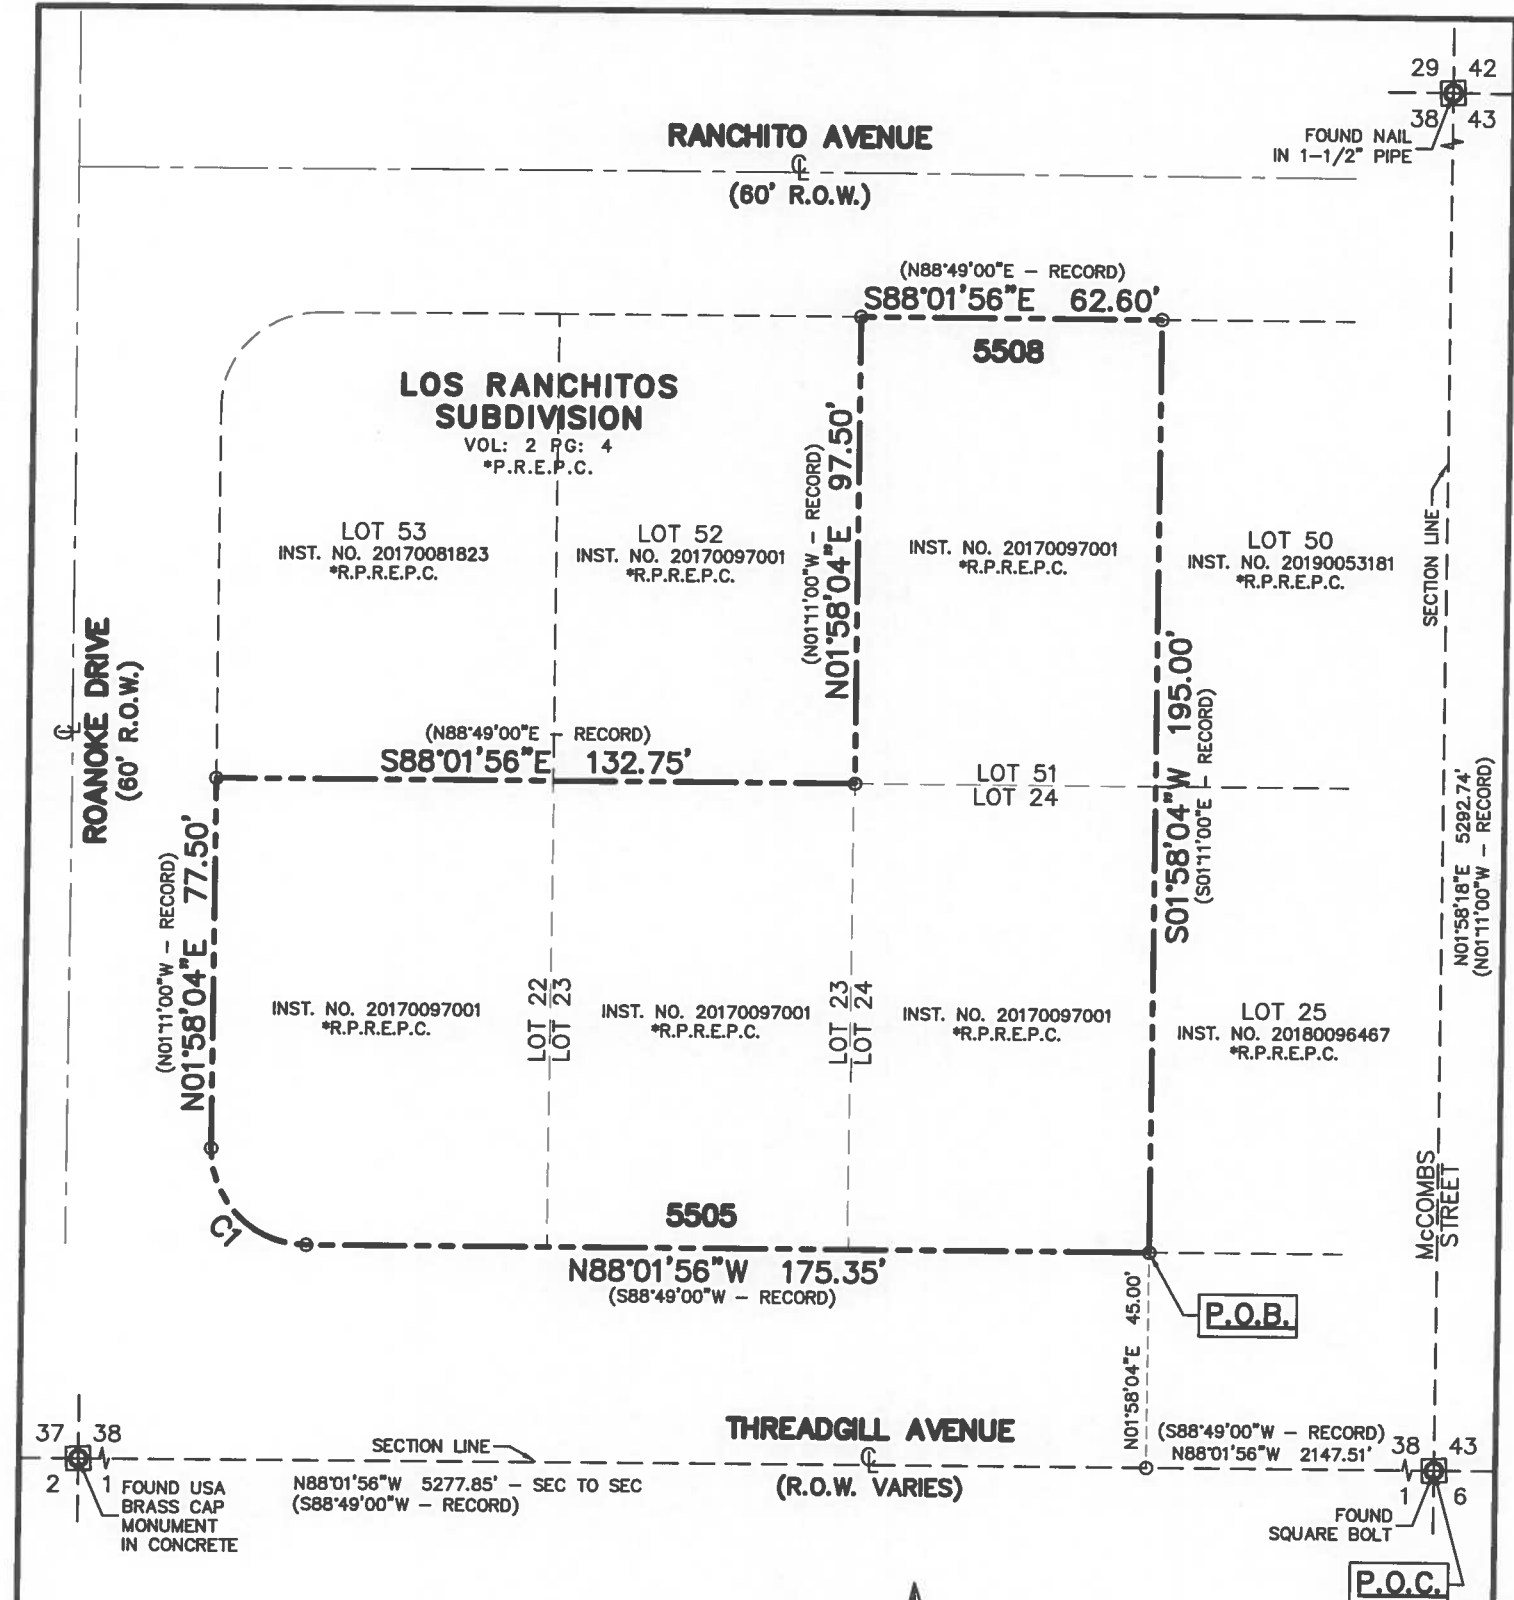 29 42
38 43
FOUND NAIL
IN 1-1/2" PIPE
RANCHITO AVENUE
℄
(60' R.O.W.)
(N88°49'00"E - RECORD)
S88°01'56"E 62.60'
5508
LOS RANCHITOS
SUBDIVISION
VOL: 2 PG: 4
*P.R.E.P.C.
(N01°11'00"W - RECORD)
N01°58'04"E 97.50'
LOT 53
INST. NO. 20170081823
*R.P.R.E.P.C.
LOT 52
INST. NO. 20170097001
*R.P.R.E.P.C.
INST. NO. 20170097001
*R.P.R.E.P.C.
LOT 50
INST. NO. 20190053181
*R.P.R.E.P.C.
SECTION LINE
ROANOKE DRIVE
(60' R.O.W.)
℄
(N88°49'00"E - RECORD)
S88°01'56"E 132.75'
LOT 51
LOT 24
S01°58'04"W 195.00'
(S01°11'00"E - RECORD)
N01°58'18"E 5292.74'
(N01°11'00"W - RECORD)
(N01°11'00"W - RECORD)
N01°58'04"E 77.50'
INST. NO. 20170097001
*R.P.R.E.P.C.
LOT 22
LOT 23
INST. NO. 20170097001
*R.P.R.E.P.C.
LOT 23
LOT 24
INST. NO. 20170097001
*R.P.R.E.P.C.
LOT 25
INST. NO. 20180096467
*R.P.R.E.P.C.
McCOMBS
STREET
C1
5505
N88°01'56"W 175.35'
(S88°49'00"W - RECORD)
P.O.B.
N01°58'04"E 45.00'
37 38
2 1
FOUND USA
BRASS CAP
MONUMENT
IN CONCRETE
SECTION LINE
N88°01'56"W 5277.85' - SEC TO SEC
(S88°49'00"W - RECORD)
THREADGILL AVENUE
℄
(R.O.W. VARIES)
(S88°49'00"W - RECORD)
N88°01'56"W 2147.51'
38 43
1 6
FOUND
SQUARE BOLT
P.O.C.